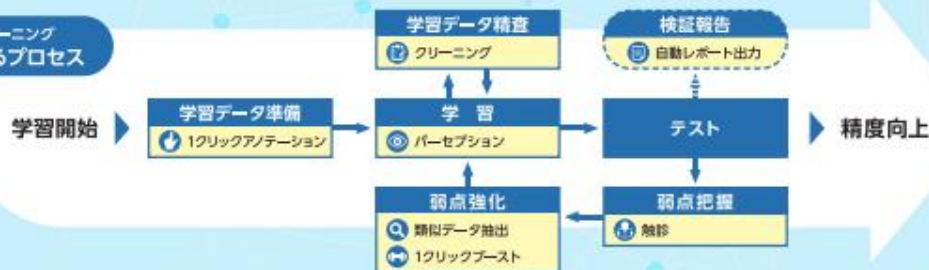 ーニング
るプロセス
学習開始
学習データ準備
1クリックアノテーション
学習データ精査
クリーニング
学 習
パーセプション
弱点強化
類似データ抽出
1クリックブースト
検証報告
自動レポート出力
テスト
弱点把握
触診
精度向上